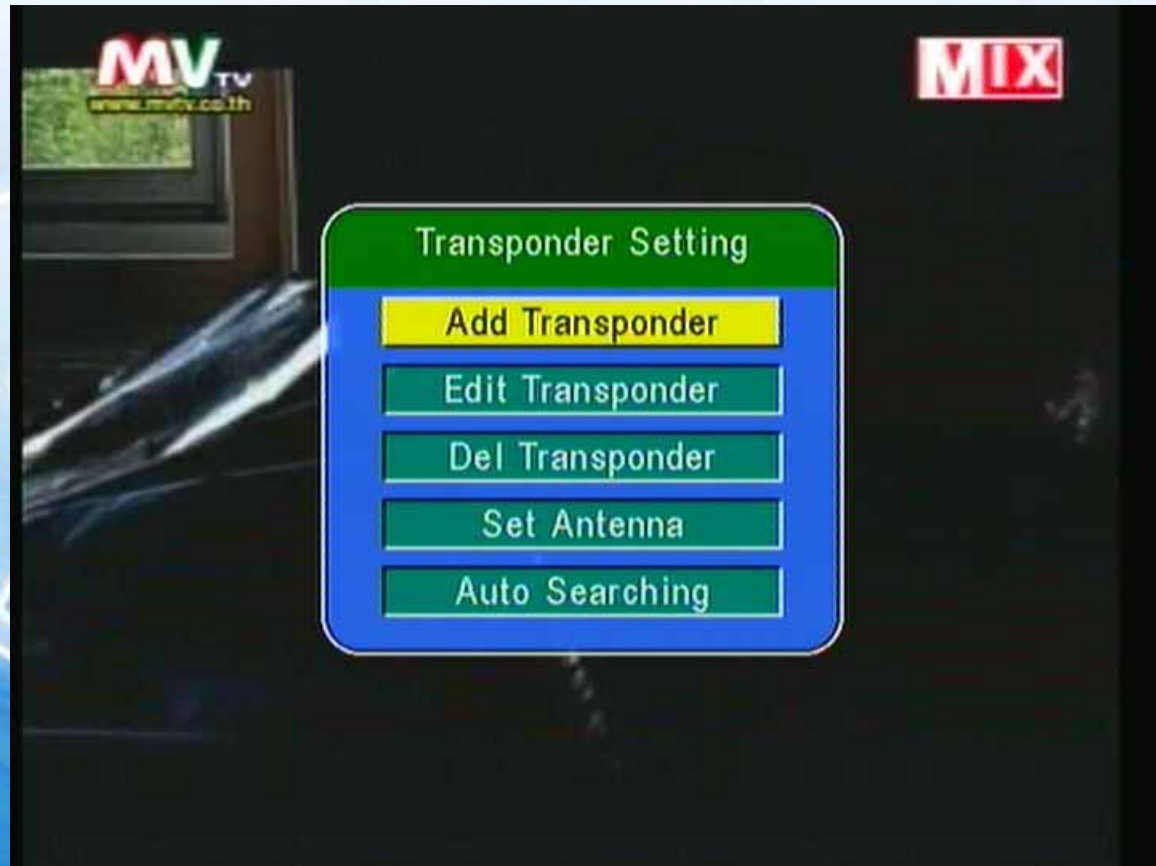 MV TV
www.mvtv.co.th
MIX
Transponder Setting
Add Transponder
Edit Transponder
Del Transponder
Set Antenna
Auto Searching